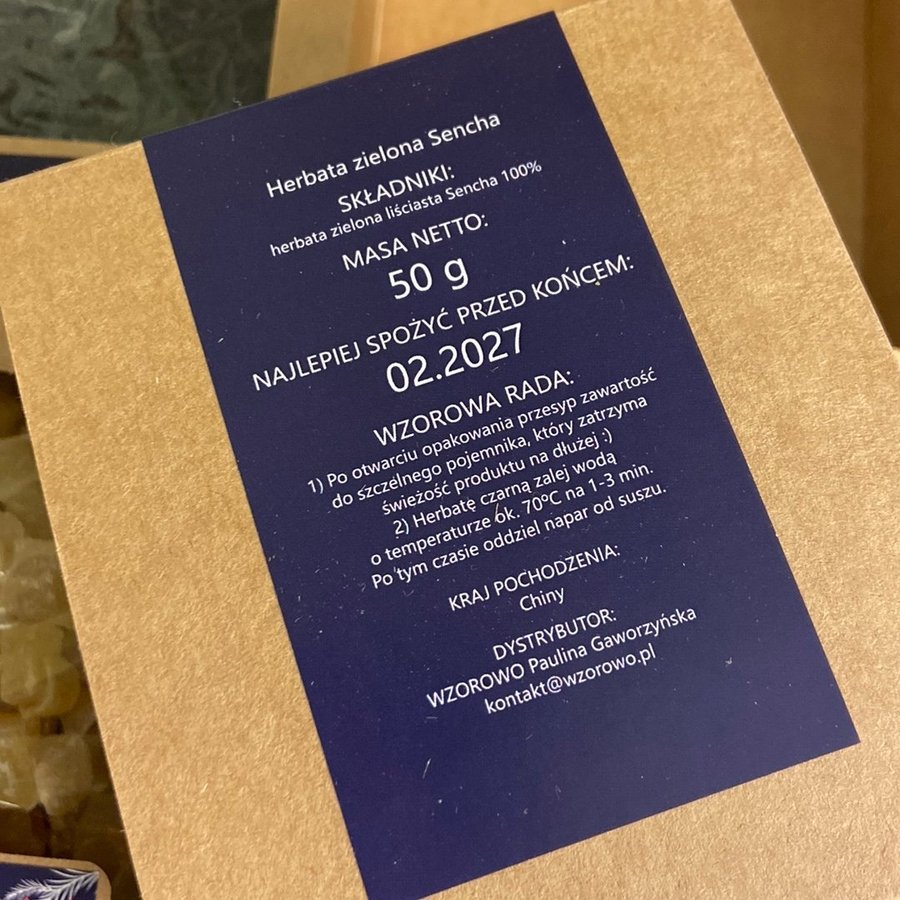 Herbata zielona Sencha
SKŁADNIKI:
herbata zielona liściasta Sencha 100%
MASA NETTO:
50 g
NAJLEPIEJ SPOŻYĆ PRZED KOŃCEM:
02.2027
WZOROWA RADA:
1) Po otwarciu opakowania przesyp zawartość
do szczelnego pojemnika, który zatrzyma
świeżość produktu na dłużej :)
2) Herbatę czarną zalej wodą
o temperaturze ok. 70°C na 1-3 min.
Po tym czasie oddziel napar od suszu.
KRAJ POCHODZENIA:
Chiny
DYSTRYBUTOR:
WZOROWO Paulina Gaworzyńska
kontakt@wzorowo.pl